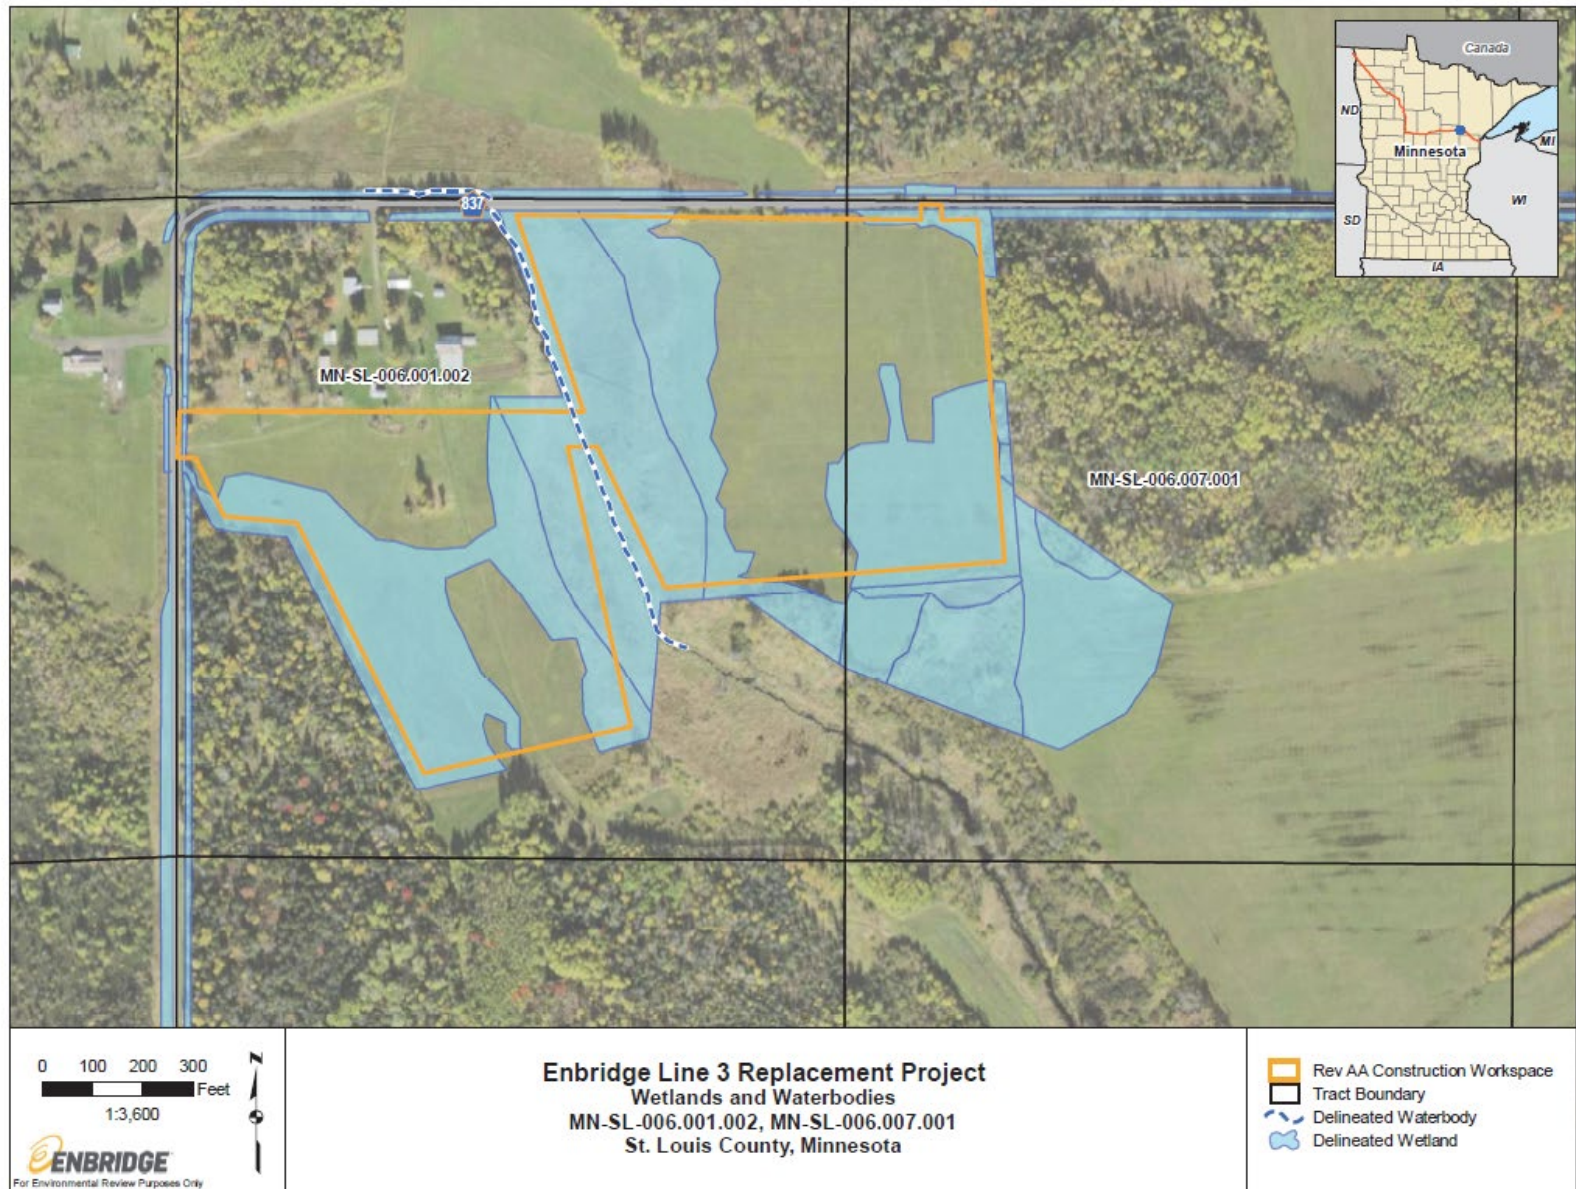 Canada
ND
Minnesota
MI
SD
WI
IA
837
MN-SL-006.001.002
MN-SL-006.007.001
0 100 200 300
Feet
1:3,600
N
ENBRIDGE
For Environmental Review Purposes Only
Enbridge Line 3 Replacement Project
Wetlands and Waterbodies
MN-SL-006.001.002, MN-SL-006.007.001
St. Louis County, Minnesota
Rev AA Construction Workspace
Tract Boundary
Delineated Waterbody
Delineated Wetland